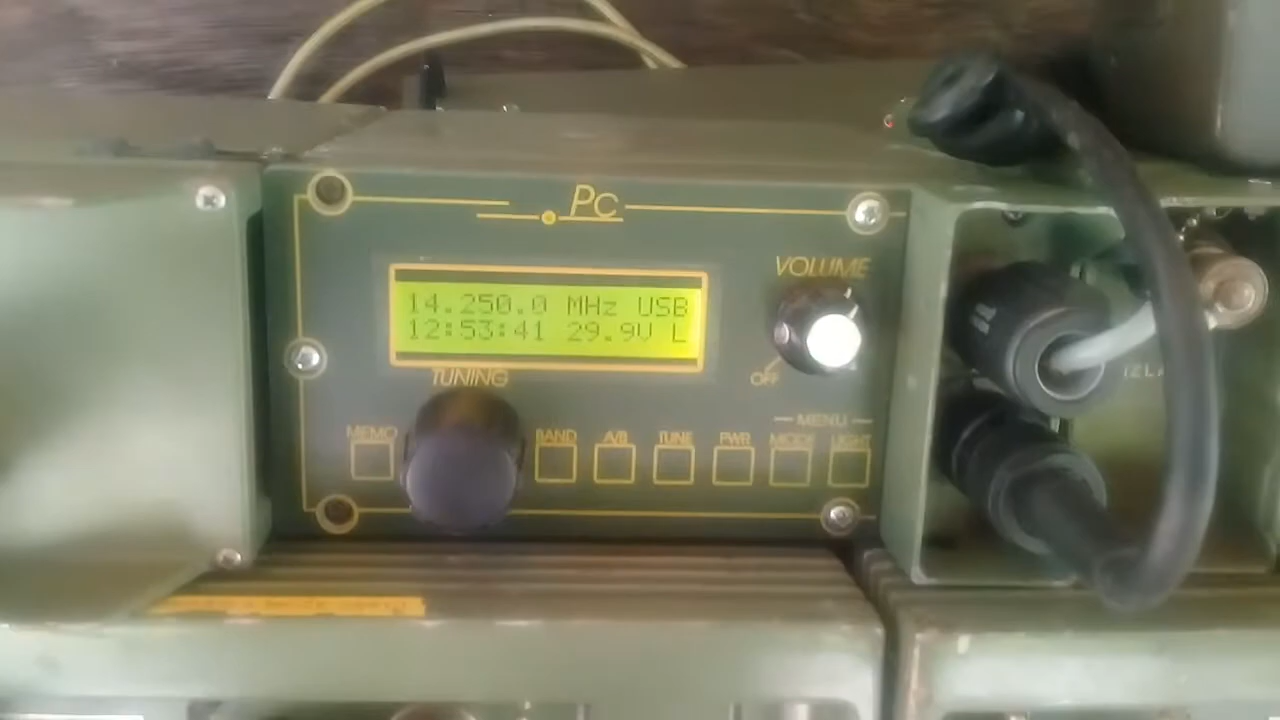 Pc
VOLUME
14.250.0 MHz USB
12:53:41 29.9V L
OFF
TUNING
MENU
MEMO BAND A/B TUNE PWR MODE LIGHT